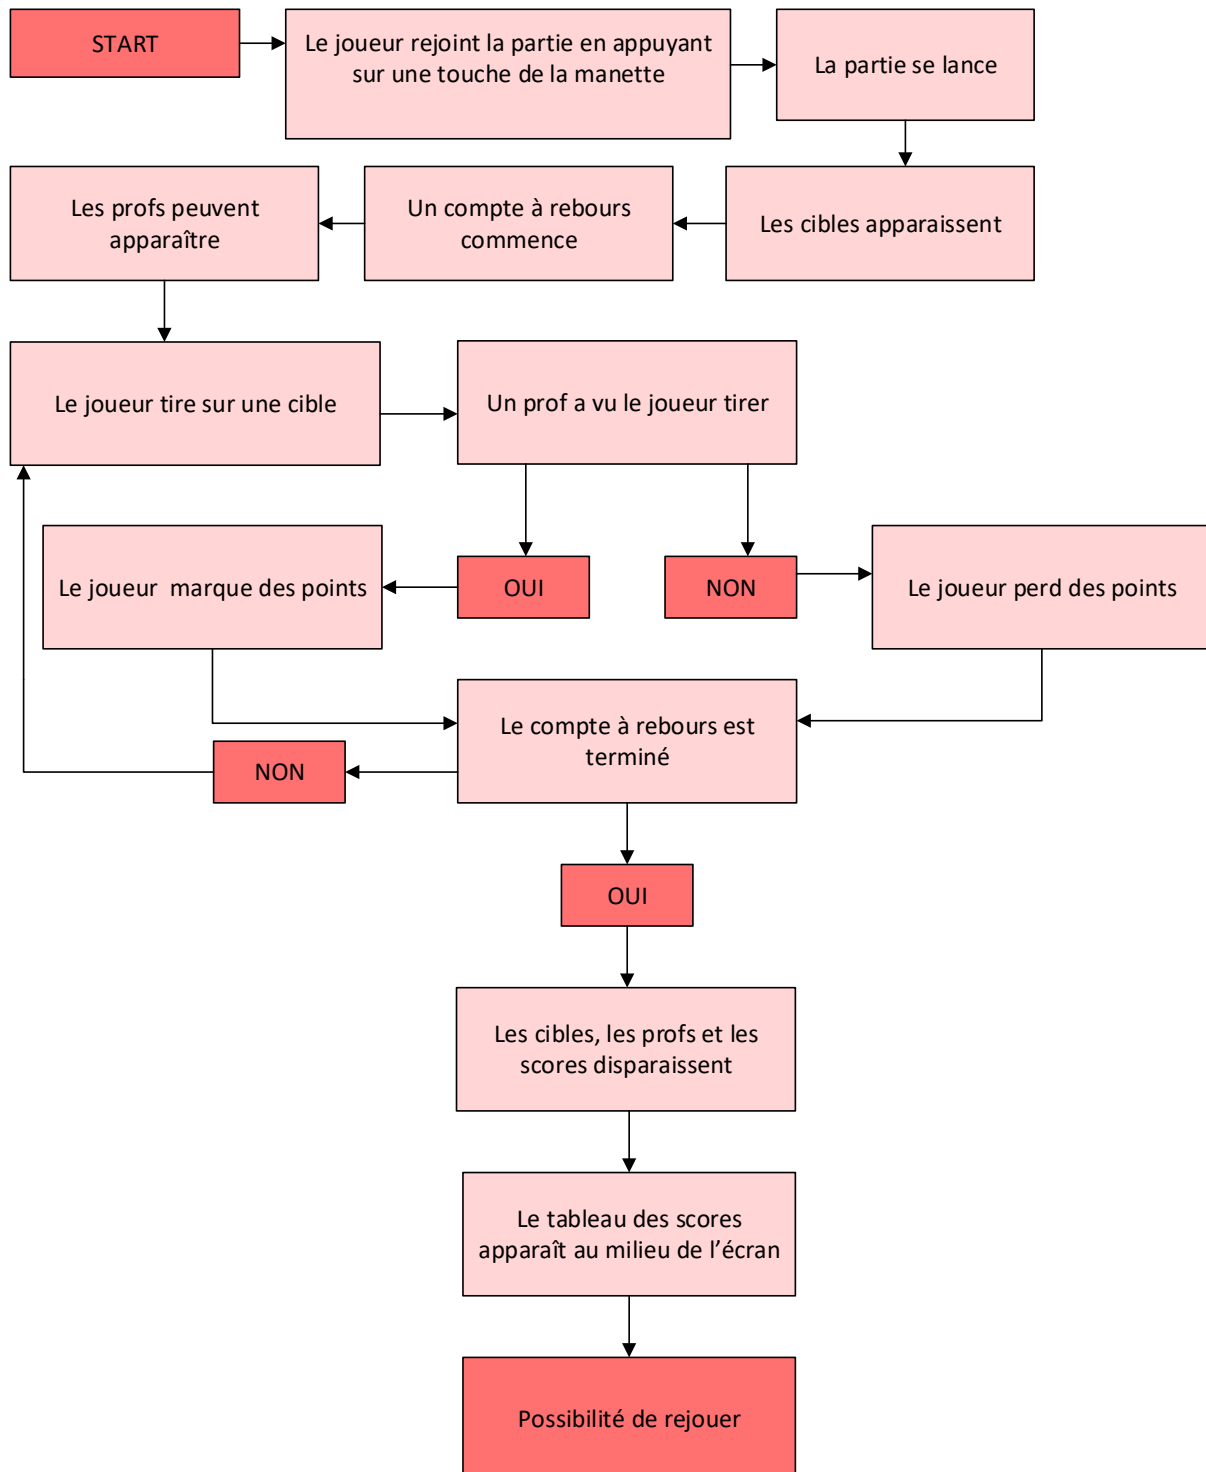 START
Le joueur rejoint la partie en appuyant
sur une touche de la manette
La partie se lance
Les profs peuvent
apparaître
Un compte à rebours
commence
Les cibles apparaissent
Le joueur tire sur une cible
Un prof a vu le joueur tirer
Le joueur  marque des points
OUI
NON
Le joueur perd des points
Le compte à rebours est
terminé
NON
OUI
Les cibles, les profs et les
scores disparaissent
Le tableau des scores
apparaît au milieu de l’écran
Possibilité de rejouer